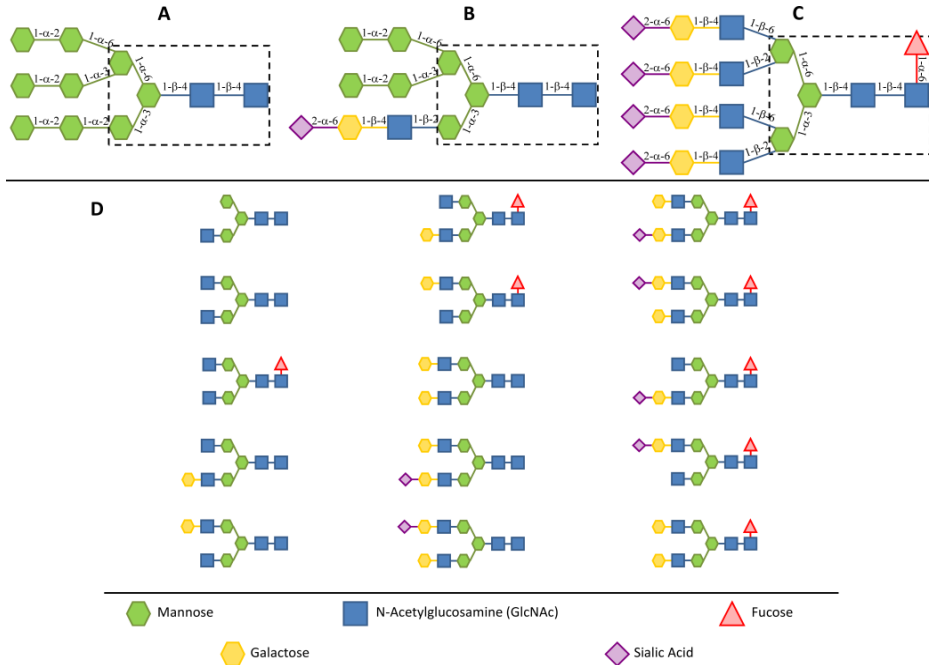 A B C
1-α-2 1-α-6 1-α-2 1-α-6 2-α-6 1-β-4 1-β-6
1-α-6 1-α-6 1-α-6
1-α-2 1-α-3 1-β-4 1-β-4 1-α-2 1-α-3 1-β-4 1-β-4 2-α-6 1-β-4 1-β-2 1-β-4 1-β-4 1-α-6
1-α-3 1-α-3 1-α-3
1-α-2 1-α-2 2-α-6 1-β-4 1-β-2 2-α-6 1-β-4 1-β-6
2-α-6 1-β-4 1-β-2
D
Mannose N-Acetylglucosamine (GlcNAc) Fucose
Galactose Sialic Acid